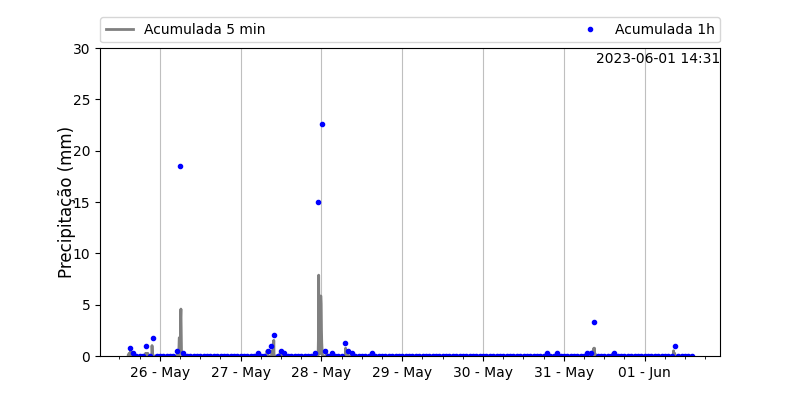 Acumulada 5 min
Acumulada 1h
2023-06-01 14:31
Precipitação (mm)
30
25
20
15
10
5
0
26 - May
27 - May
28 - May
29 - May
30 - May
31 - May
01 - Jun